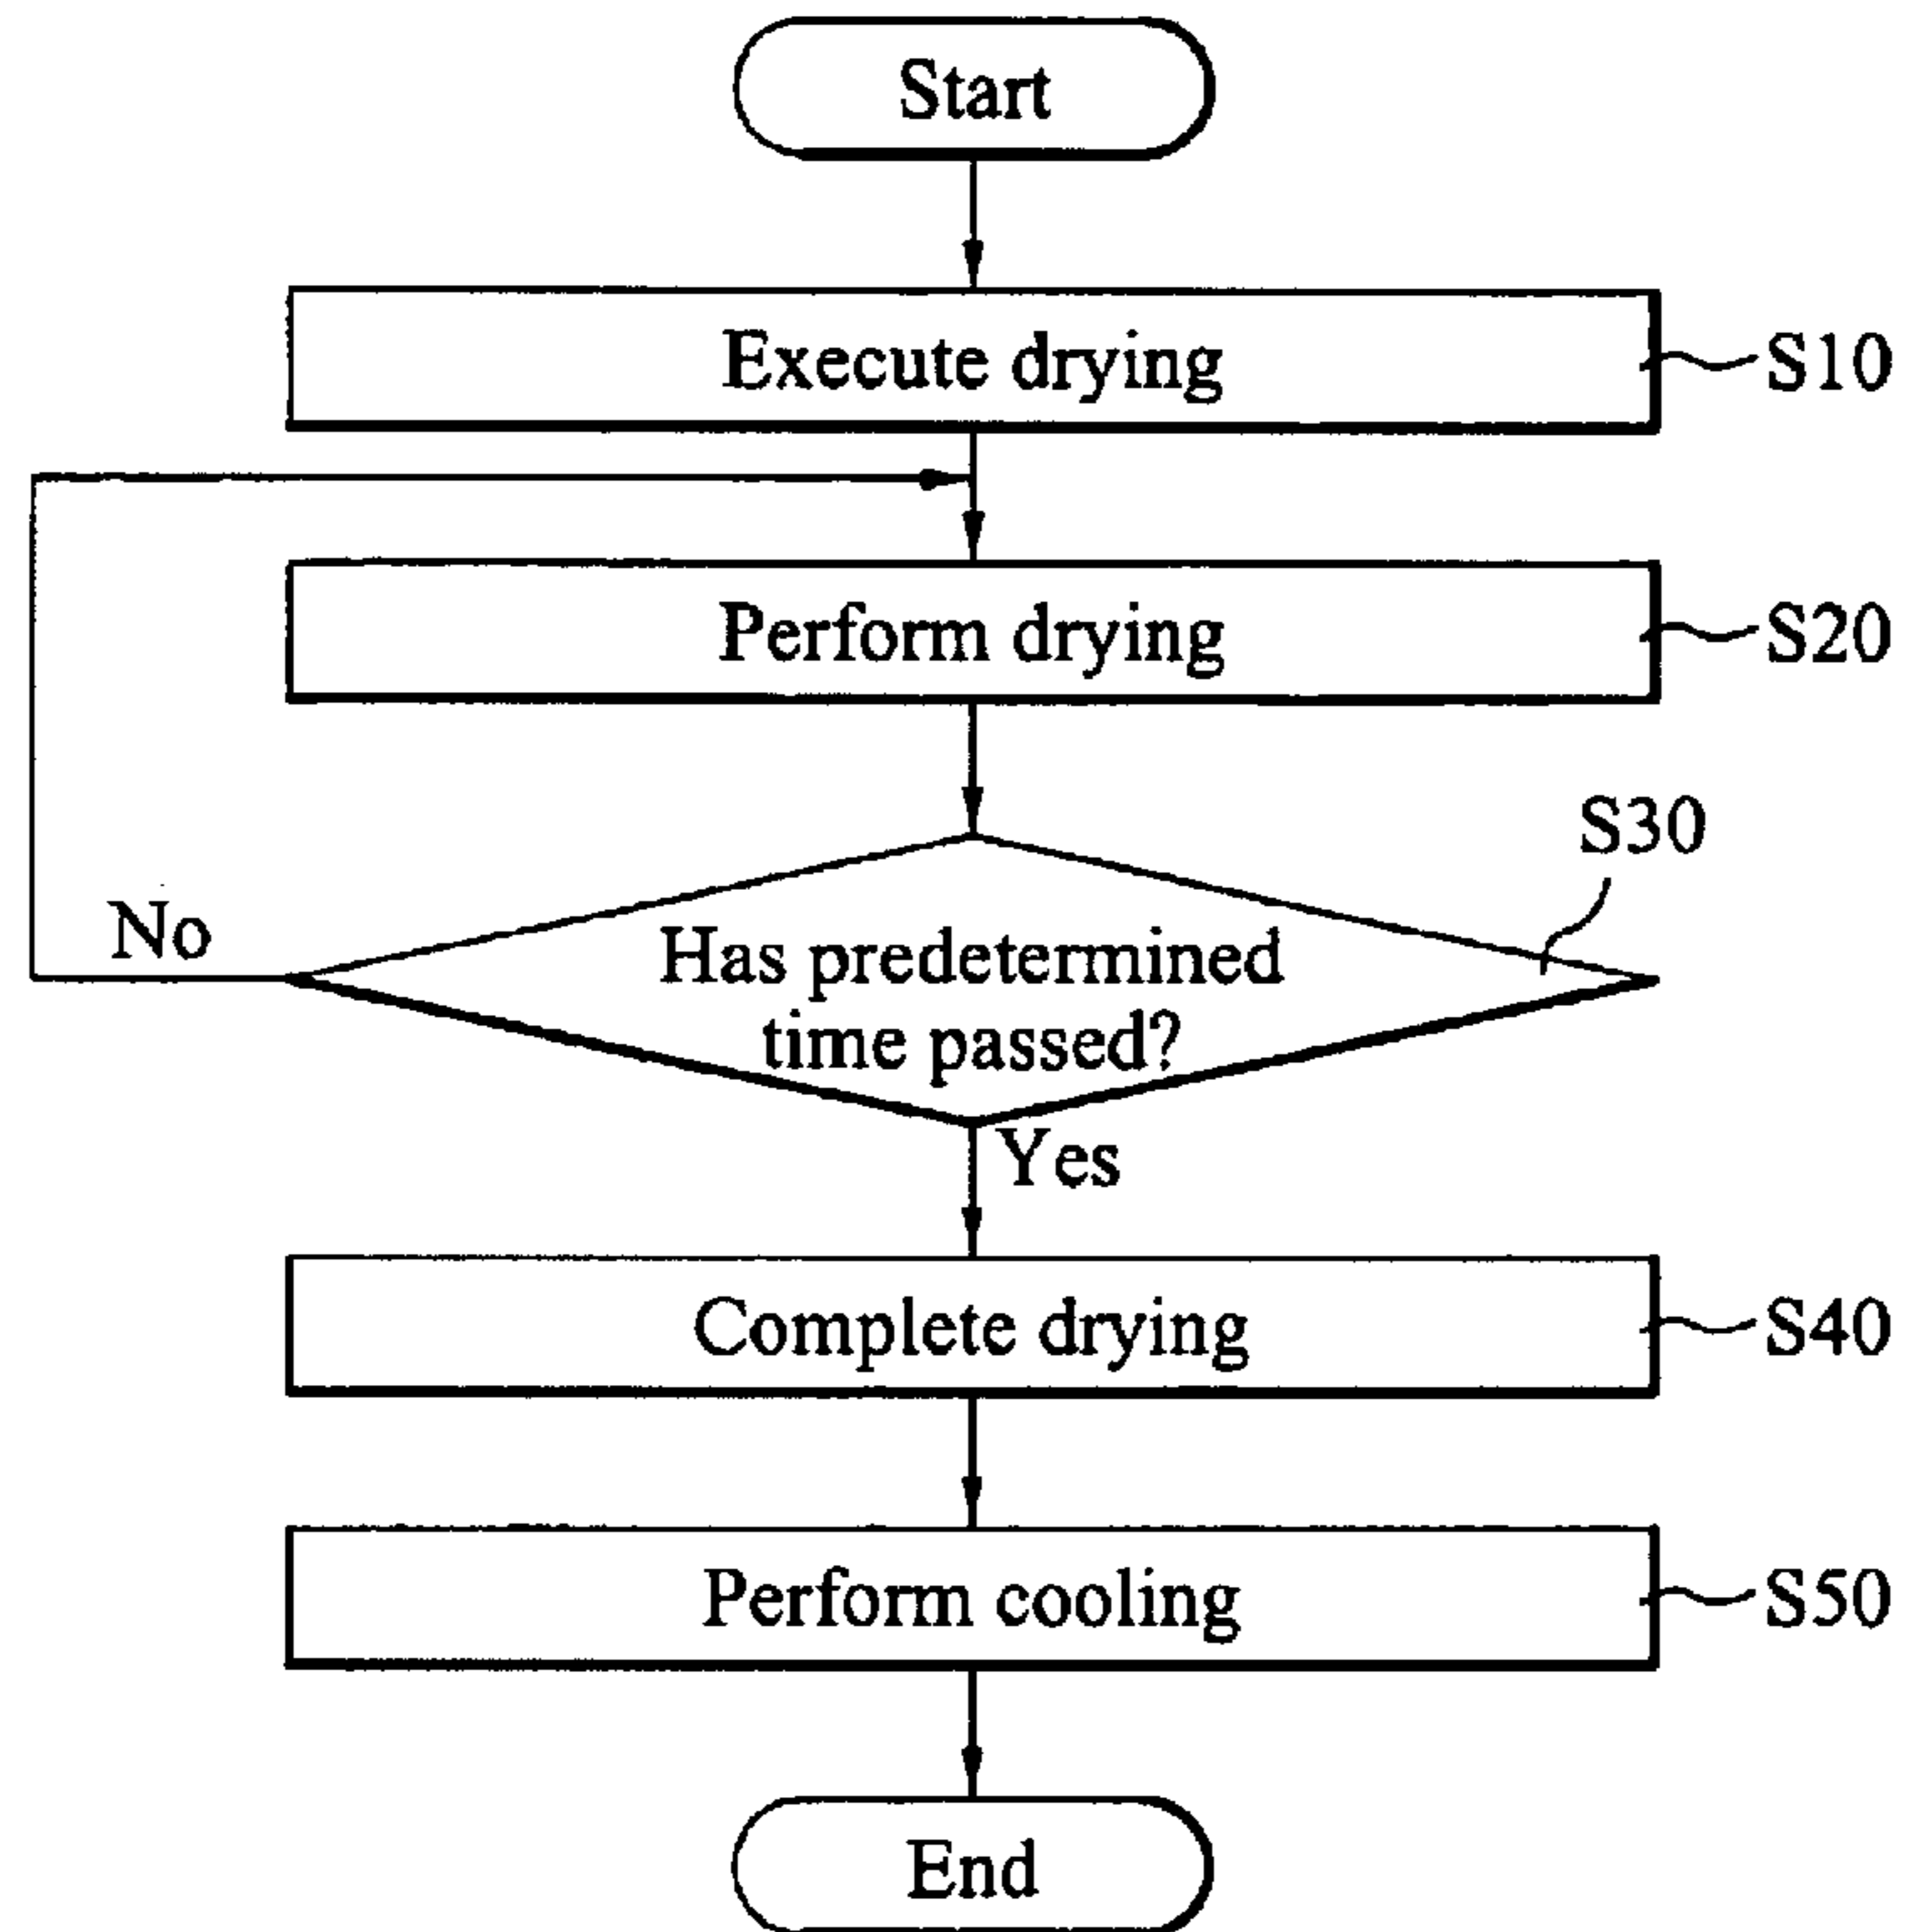 Start
Execute drying
S10
Perform drying
S20
S30
No
Has predetermined
time passed?
Yes
Complete drying
S40
Perform cooling
S50
End